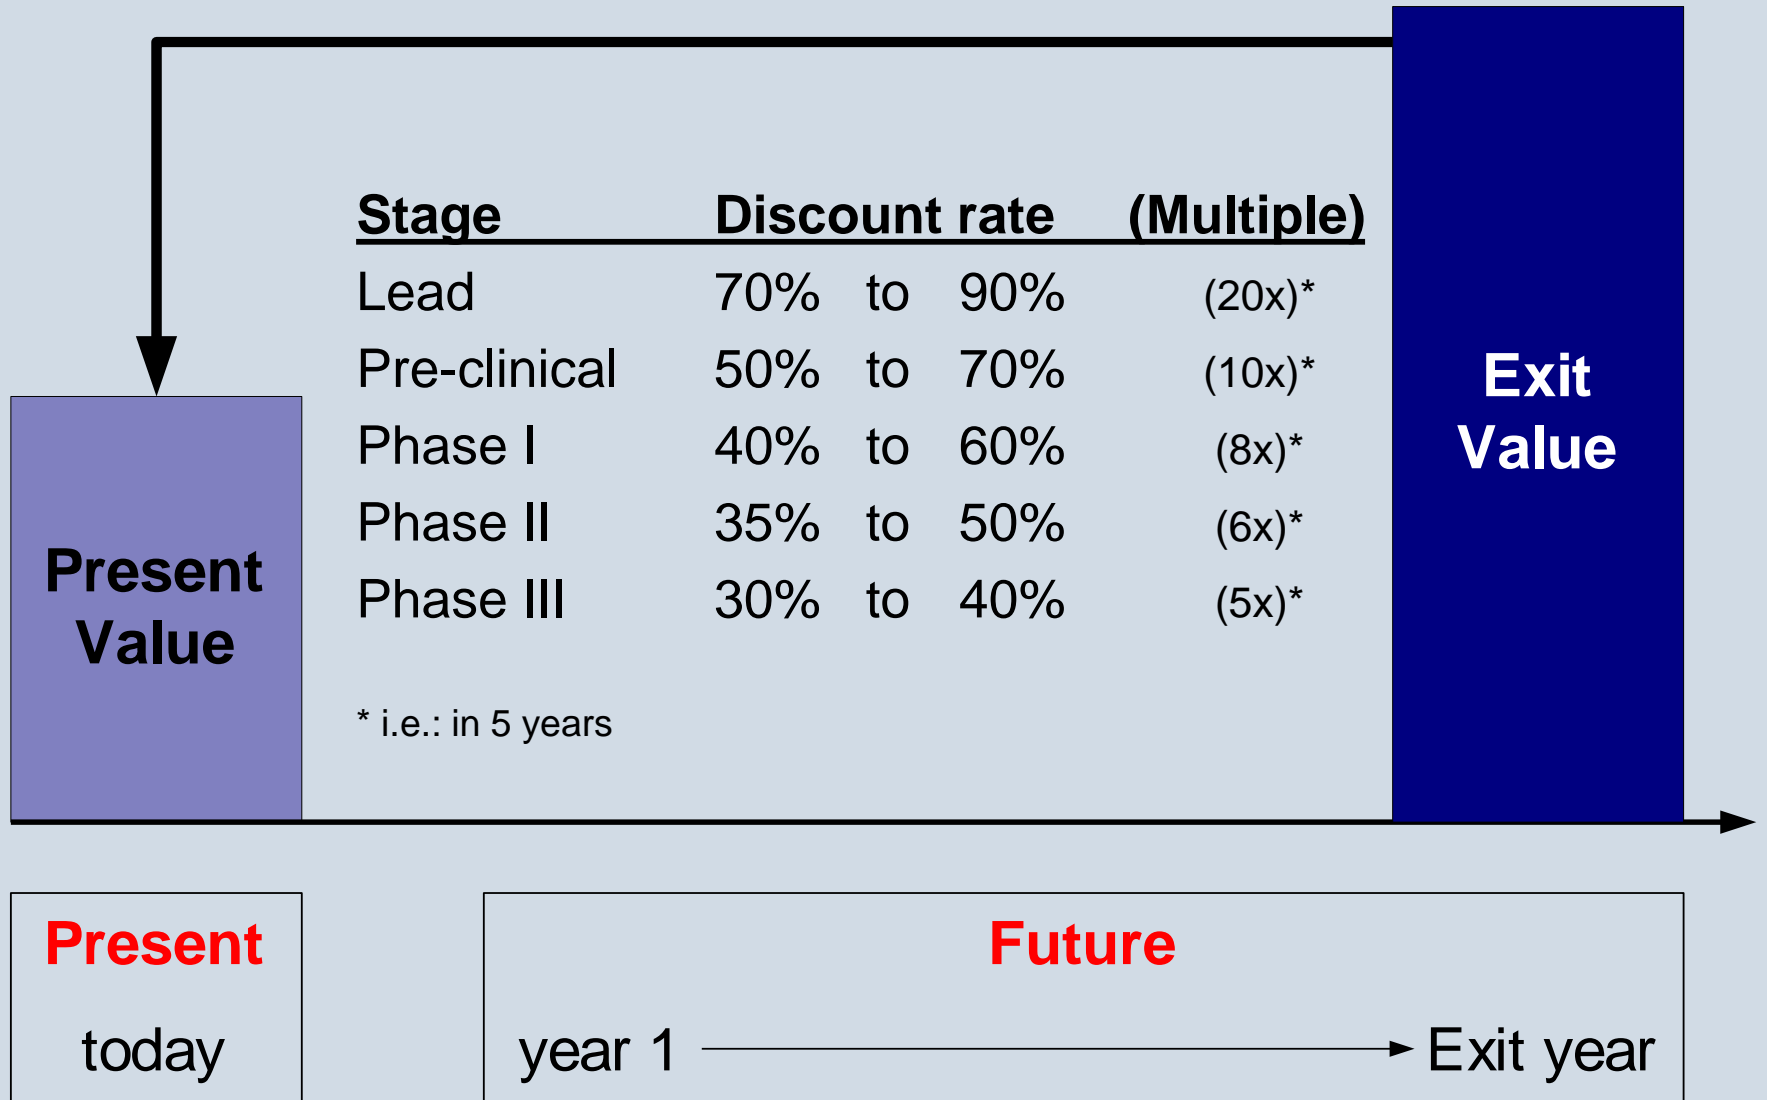 Stage Discount rate (Multiple)
Lead 70% to 90% (20x)*
Pre-clinical 50% to 70% (10x)*
Phase I 40% to 60% (8x)*
Phase II 35% to 50% (6x)*
Phase III 30% to 40% (5x)*
* i.e.: in 5 years
Present
Value
Exit
Value
Present
today
Future
year 1 Exit year